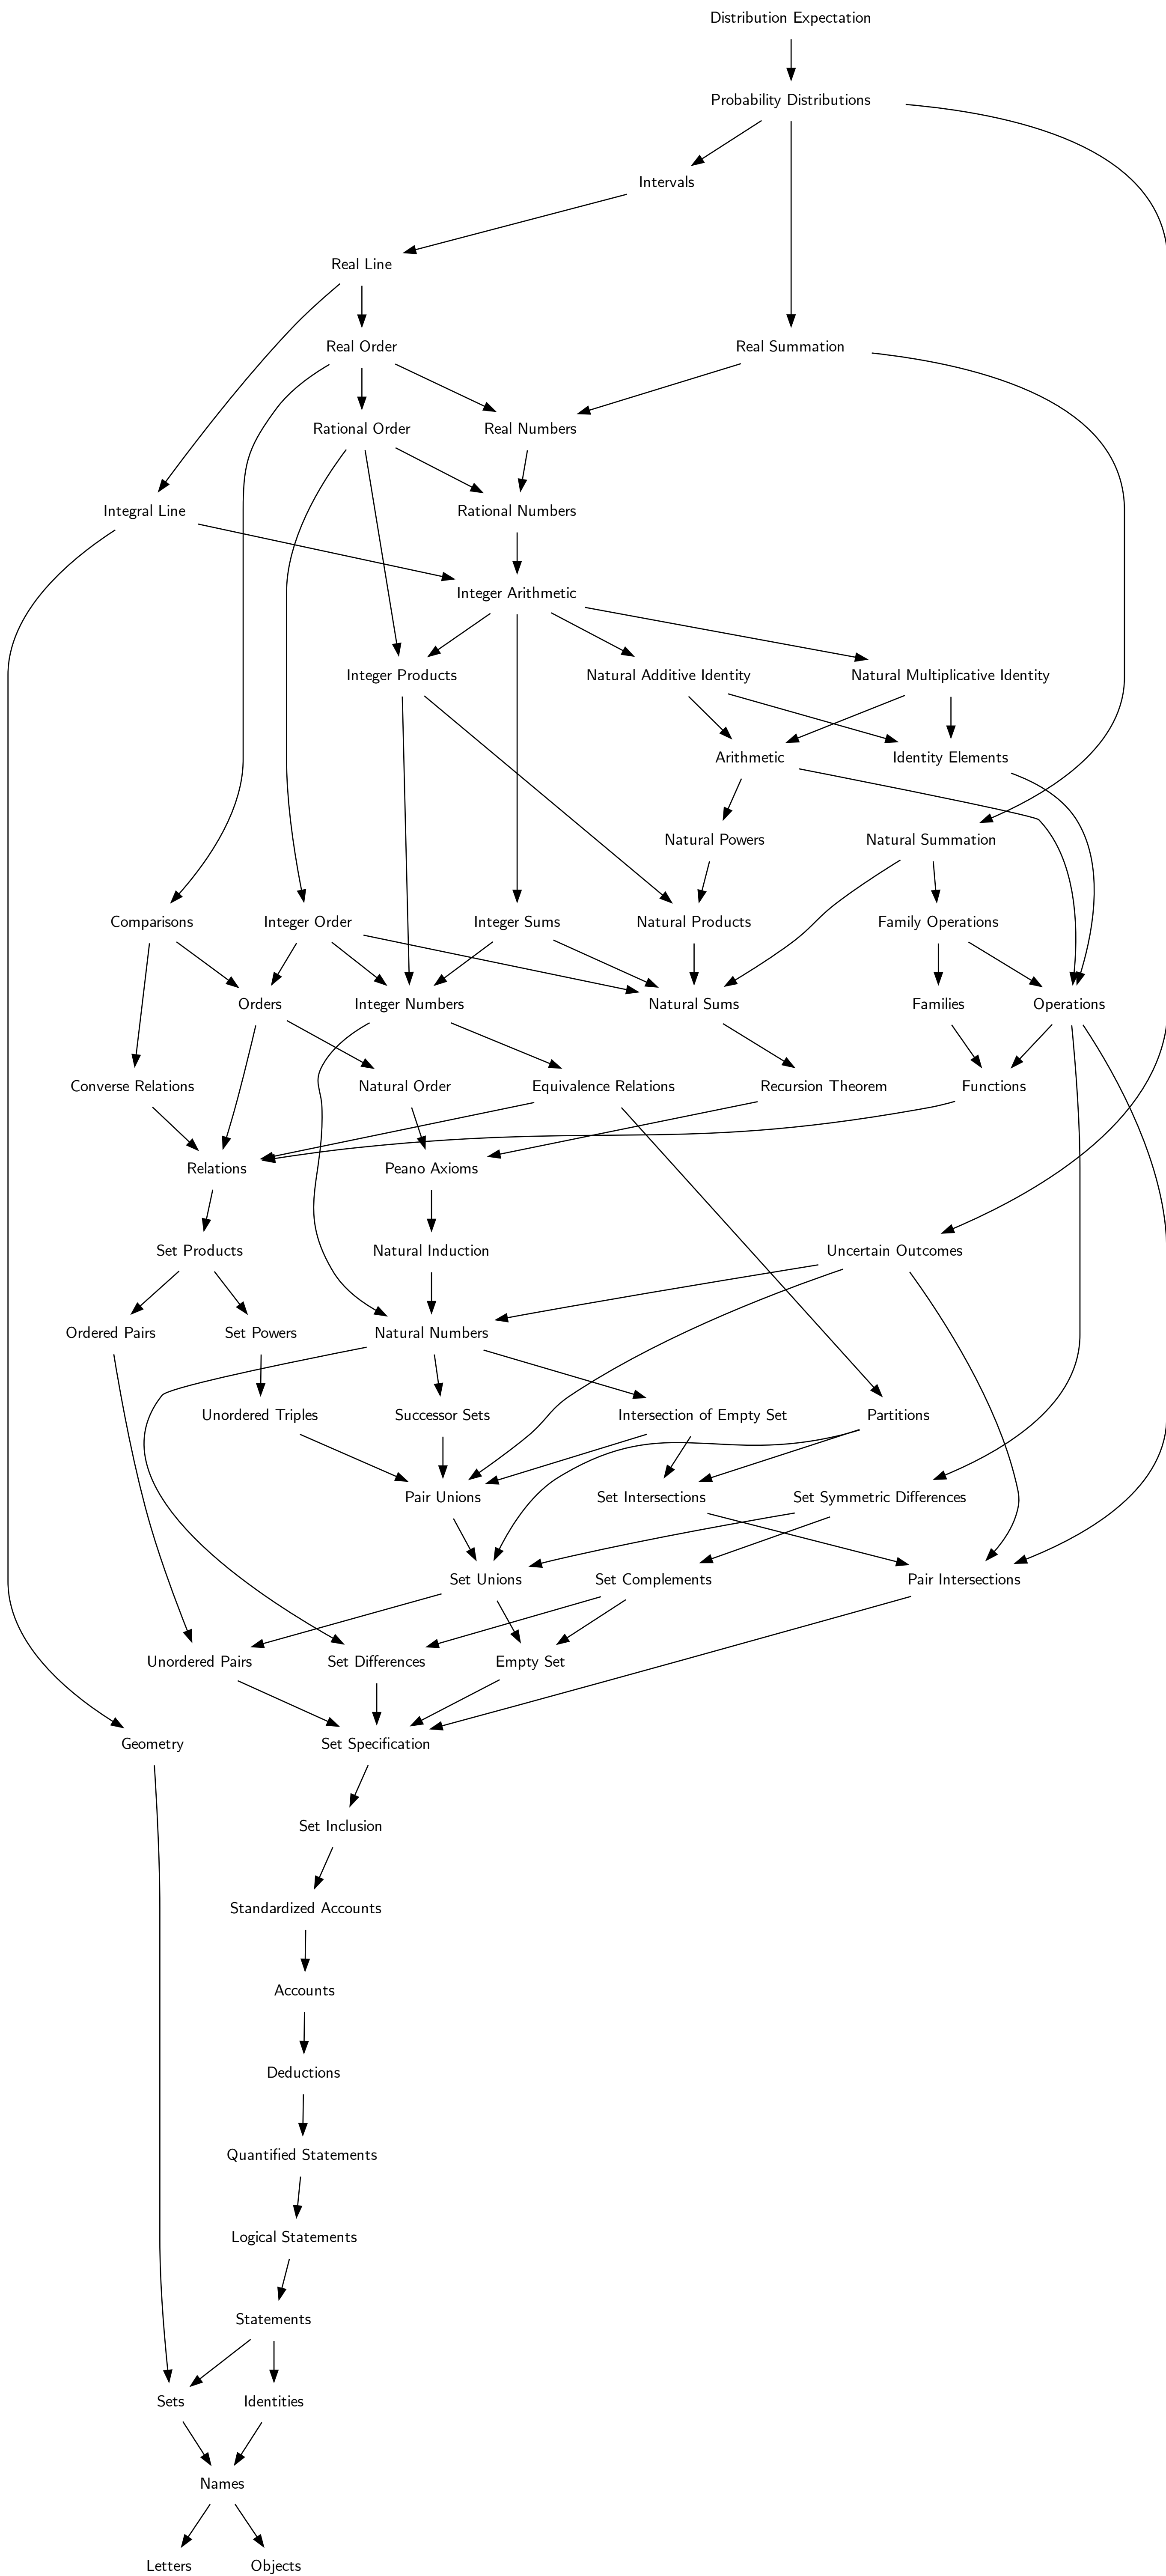 Distribution Expectation
Probability Distributions
Intervals
Real Line
Real Order
Real Summation
Rational Order
Real Numbers
Integral Line
Rational Numbers
Integer Arithmetic
Integer Products
Natural Additive Identity
Natural Multiplicative Identity
Arithmetic
Identity Elements
Natural Powers
Natural Summation
Comparisons
Integer Order
Integer Sums
Natural Products
Family Operations
Orders
Integer Numbers
Natural Sums
Families
Operations
Converse Relations
Natural Order
Equivalence Relations
Recursion Theorem
Functions
Relations
Peano Axioms
Set Products
Natural Induction
Uncertain Outcomes
Ordered Pairs
Set Powers
Natural Numbers
Unordered Triples
Successor Sets
Intersection of Empty Set
Partitions
Pair Unions
Set Intersections
Set Symmetric Differences
Set Unions
Set Complements
Pair Intersections
Unordered Pairs
Set Differences
Empty Set
Geometry
Set Specification
Set Inclusion
Standardized Accounts
Accounts
Deductions
Quantified Statements
Logical Statements
Statements
Sets
Identities
Names
Letters
Objects